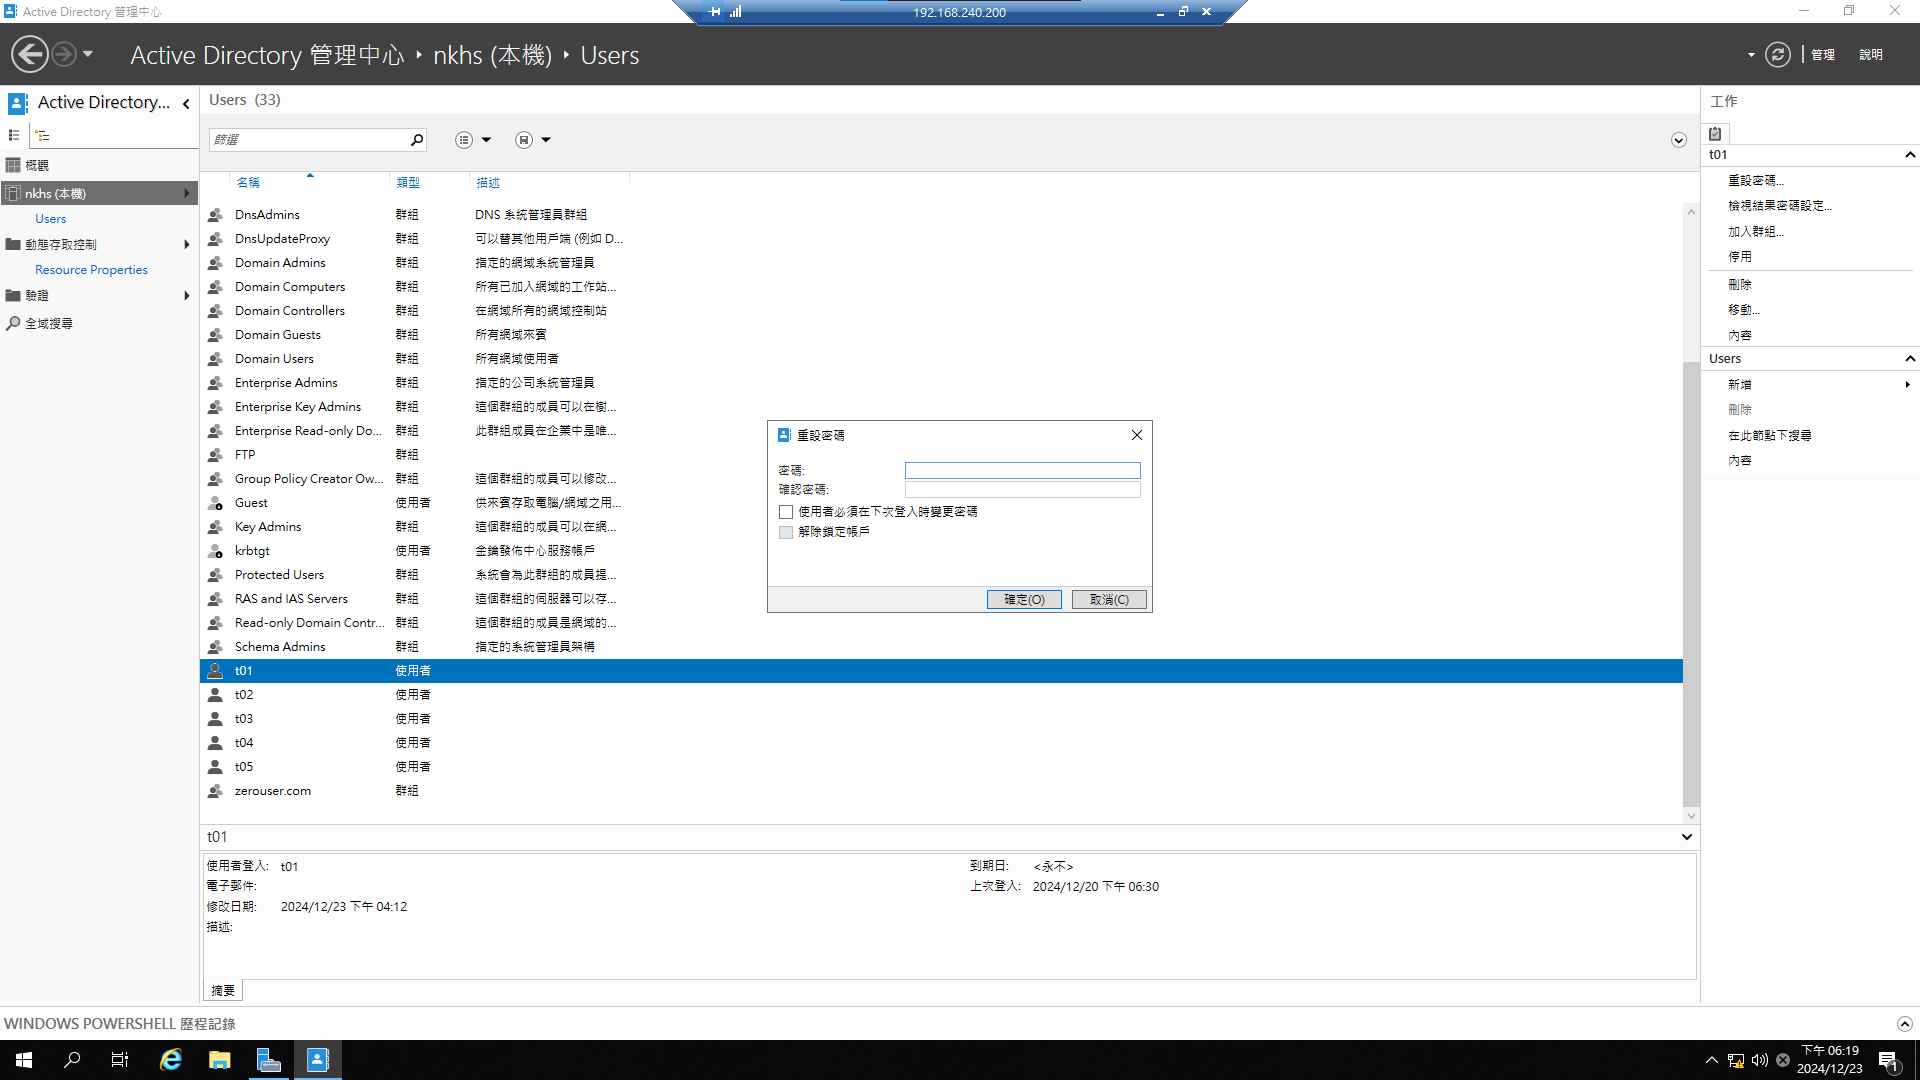 Active Directory 管理中心
192.168.240.200
Active Directory 管理中心 ‣ nkhs (本機) ‣ Users
管理
說明
Active Directory...
概觀
nkhs (本機)
Users
動態存取控制
Resource Properties
驗證
全域搜尋
Users (33)
篩選
名稱 類型 描述
DnsAdmins 群組 DNS 系統管理員群組
DnsUpdateProxy 群組 可以替其他用戶端 (例如 D...
Domain Admins 群組 指定的網域系統管理員
Domain Computers 群組 所有已加入網域的工作站...
Domain Controllers 群組 在網域所有的網域控制站
Domain Guests 群組 所有網域來賓
Domain Users 群組 所有網域使用者
Enterprise Admins 群組 指定的公司系統管理員
Enterprise Key Admins 群組 這個群組的成員可以在樹...
Enterprise Read-only Do... 群組 此群組成員在企業中是唯...
FTP 群組
Group Policy Creator Ow... 群組 這個群組的成員可以修改...
Guest 使用者 供來賓存取電腦/網域之用...
Key Admins 群組 這個群組的成員可以在網...
krbtgt 使用者 金鑰發佈中心服務帳戶
Protected Users 群組 系統會為此群組的成員提...
RAS and IAS Servers 群組 這個群組的伺服器可以存...
Read-only Domain Contr... 群組 這個群組的成員是網域的...
Schema Admins 群組 指定的系統管理員架構
t01 使用者
t02 使用者
t03 使用者
t04 使用者
t05 使用者
zerouser.com 群組
重設密碼
密碼:
確認密碼:
使用者必須在下次登入時變更密碼
解除鎖定帳戶
確定(O) 取消(C)
t01
使用者登入: t01
電子郵件:
修改日期: 2024/12/23 下午 04:12
描述:
到期日: <永不>
上次登入: 2024/12/20 下午 06:30
摘要
工作
t01
重設密碼...
檢視結果密碼設定...
加入群組...
停用
刪除
移動...
內容
Users
新增
刪除
在此節點下搜尋
內容
WINDOWS POWERSHELL 歷程記錄
下午 06:19
2024/12/23
1